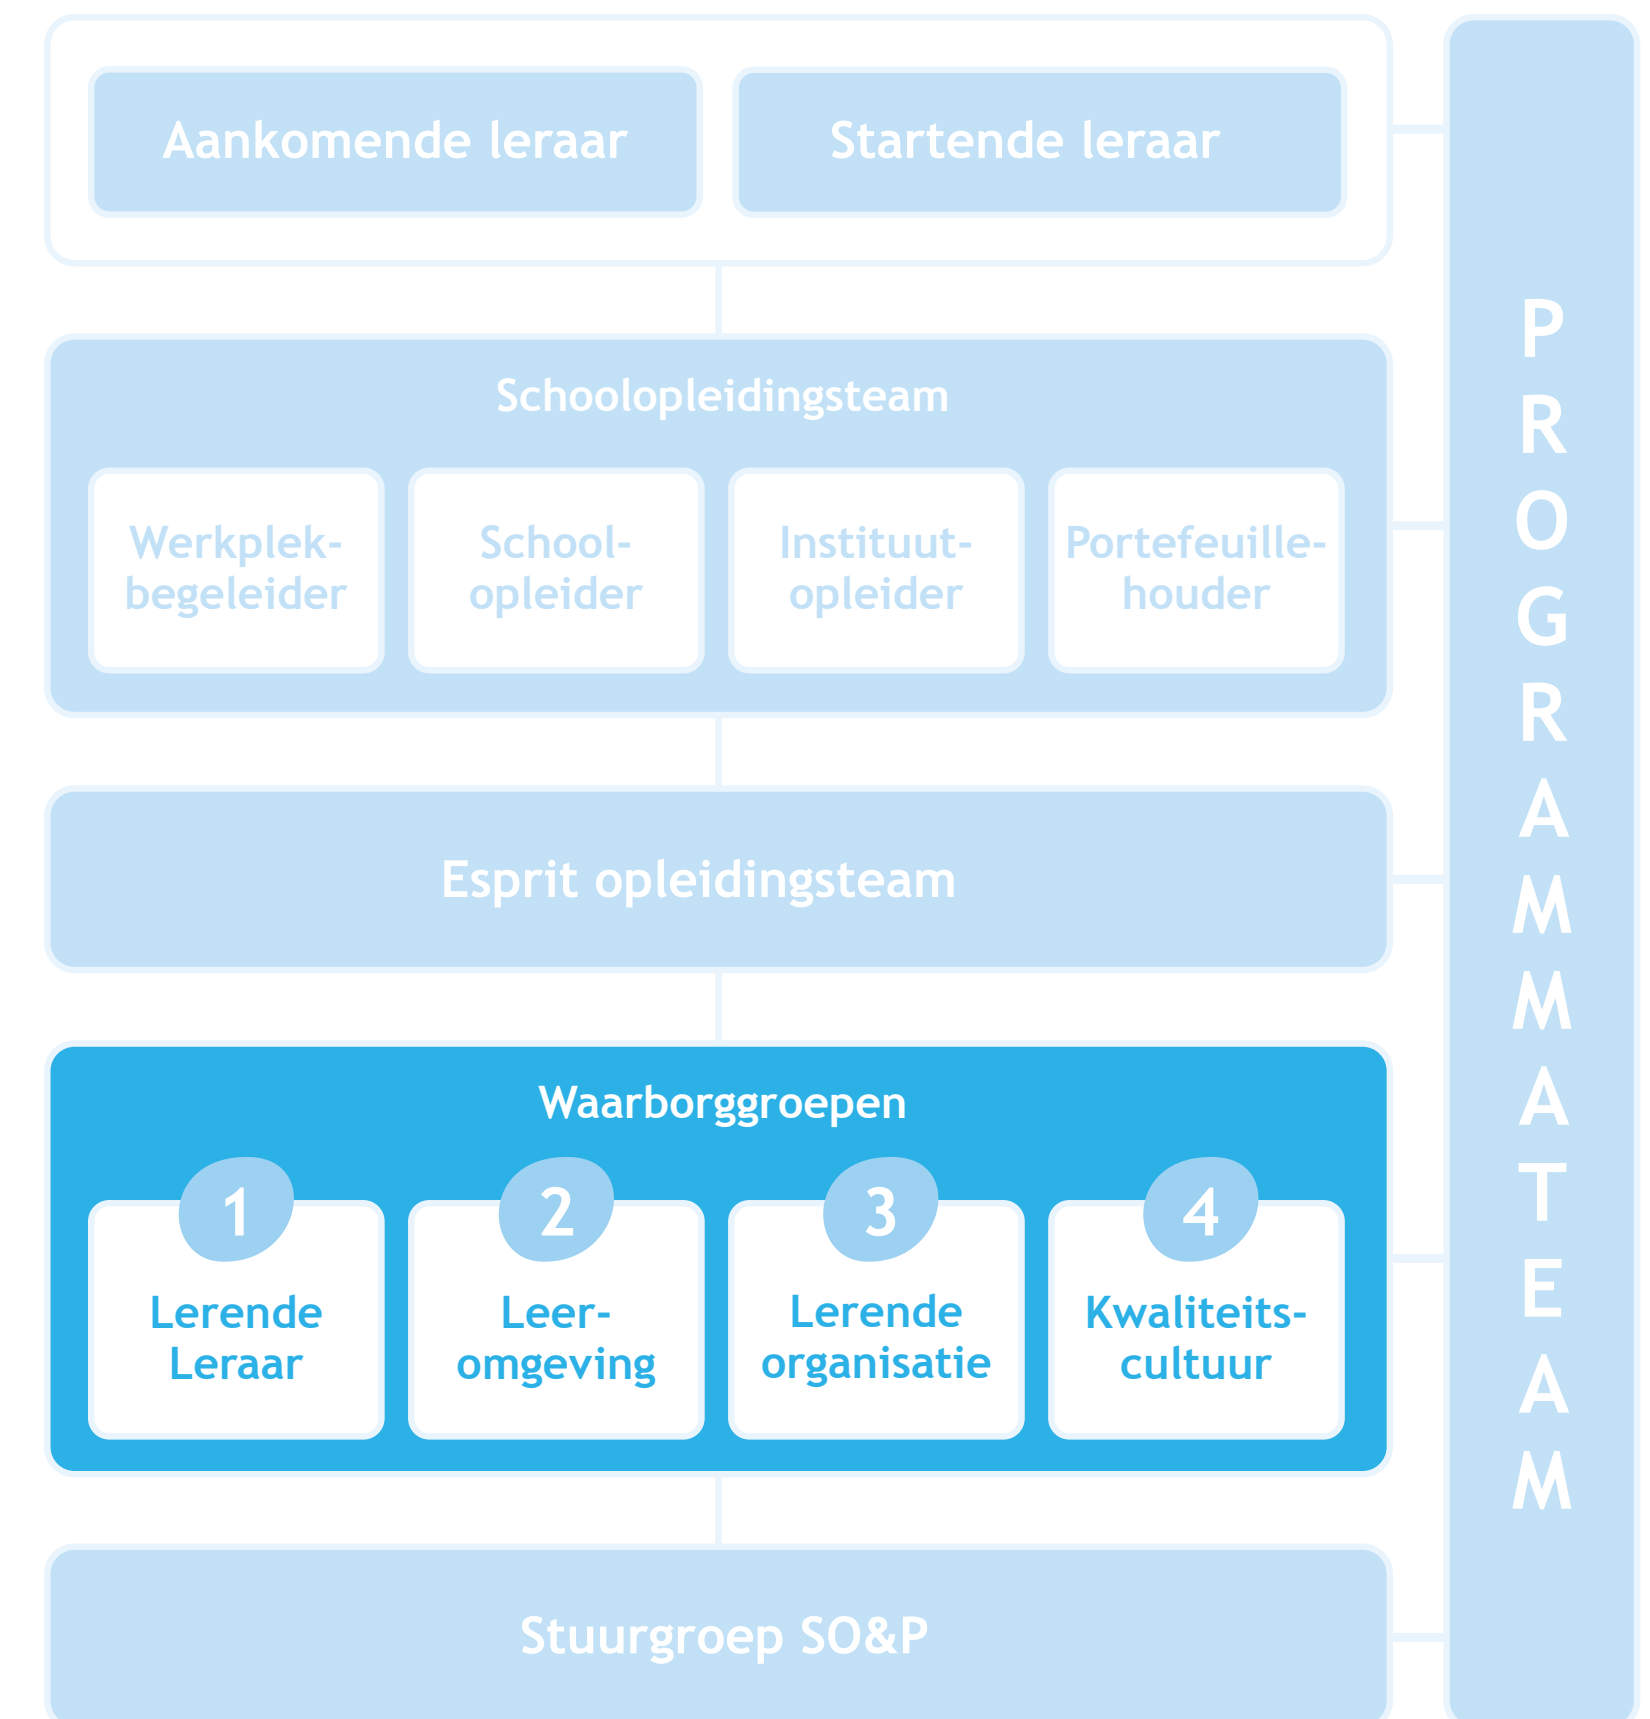 Aankomende leraar
Startende leraar
Schoolopleidingsteam
Werkplek-
begeleider
School-
opleider
Instituut-
opleider
Portefeuille-
houder
Esprit opleidingsteam
Waarborggroepen
1
Lerende
Leraar
2
Leer-
omgeving
3
Lerende
organisatie
4
Kwaliteits-
cultuur
Stuurgroep SO&P
PROGRAMMATEAM